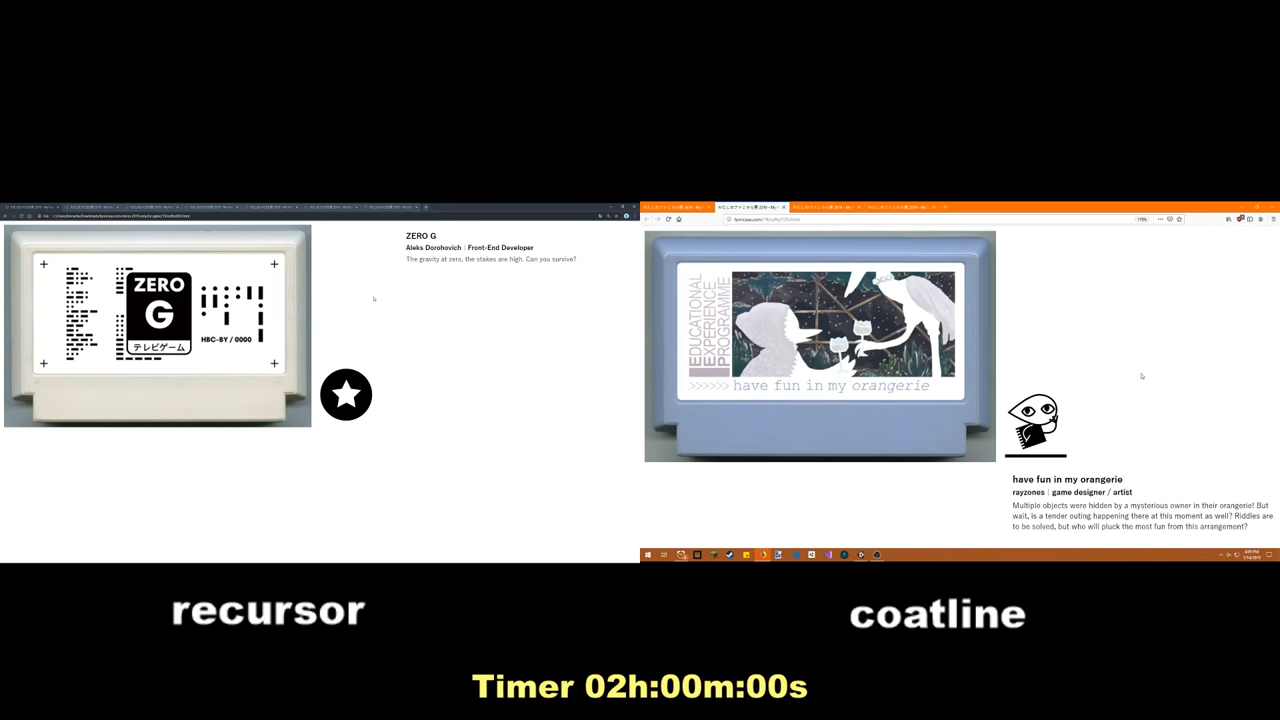 ZERO G
Aleks Dorohovich | Front-End Developer
The gravity at zero, the stakes are high. Can you survive?
ZERO
G
テレビゲーム
HBC-BY / 0000
EDUCATIONAL
EXPERIENCE
PROGRAMME
>>>>>> have fun in my orangerie
have fun in my orangerie
rayzones | game designer / artist
Multiple objects were hidden by a mysterious owner in their orangerie! But
wait, is a tender outing happening there at this moment as well? Riddles are
to be solved, but who will pluck the most fun from this arrangement?
recursor
coatline
Timer 02h:00m:00s